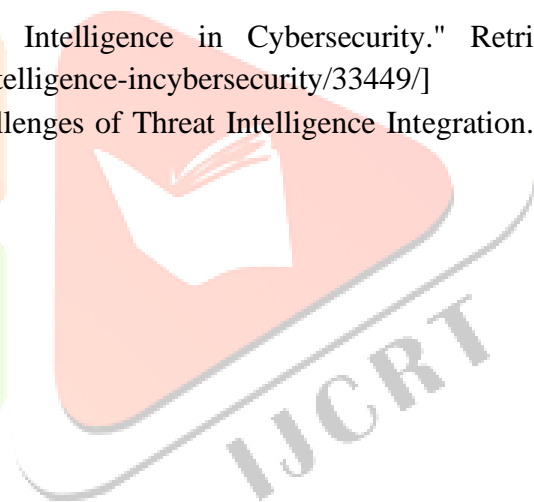 Intelligence in Cybersecurity." Retri
telligence-incybersecurity/33449/]
llenges of Threat Intelligence Integration.
IJCRT